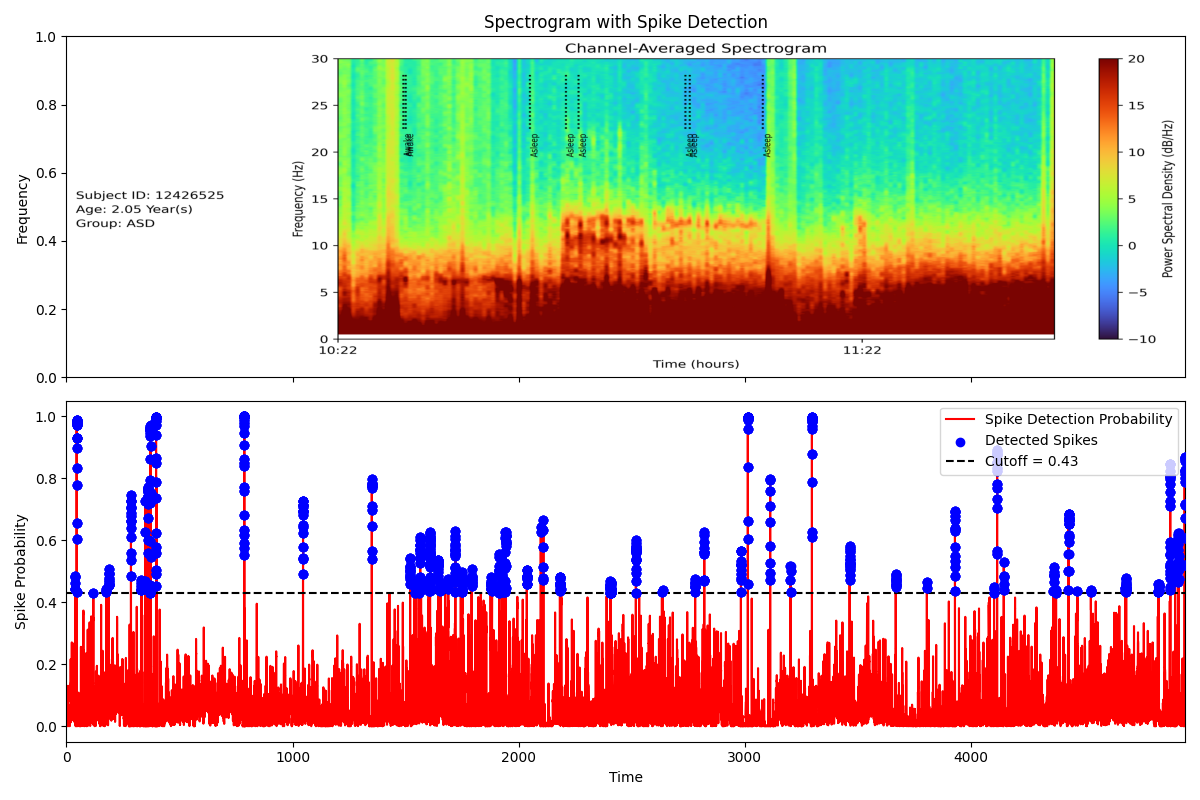 Spectrogram with Spike Detection
Channel-Averaged Spectrogram
Frequency
1.0
0.8
0.6
0.4
0.2
0.0
Subject ID: 12426525
Age: 2.05 Year(s)
Group: ASD
Frequency (Hz)
30
25
20
15
10
5
0
Awake
Awake
Asleep
Asleep
Asleep
Asleep
Asleep
Asleep
10:22
11:22
Time (hours)
20
15
10
5
0
−5
−10
Power Spectral Density (dB/Hz)
Spike Probability
1.0
0.8
0.6
0.4
0.2
0.0
Spike Detection Probability
Detected Spikes
Cutoff = 0.43
0
1000
2000
3000
4000
Time